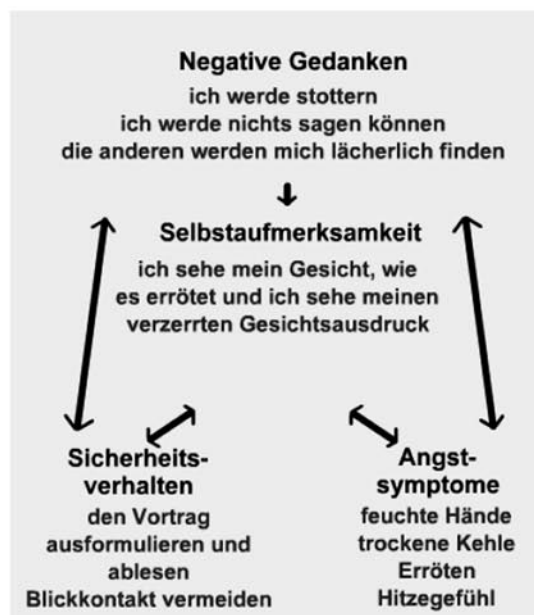 Negative Gedanken
ich werde stottern
ich werde nichts sagen können
die anderen werden mich lächerlich finden
Selbstaufmerksamkeit
ich sehe mein Gesicht, wie
es errötet und ich sehe meinen
verzerrten Gesichtsausdruck
Sicherheits-
verhalten
den Vortrag
ausformulieren und
ablesen
Blickkontakt vermeiden
Angst-
symptome
feuchte Hände
trockene Kehle
Erröten
Hitzegefühl